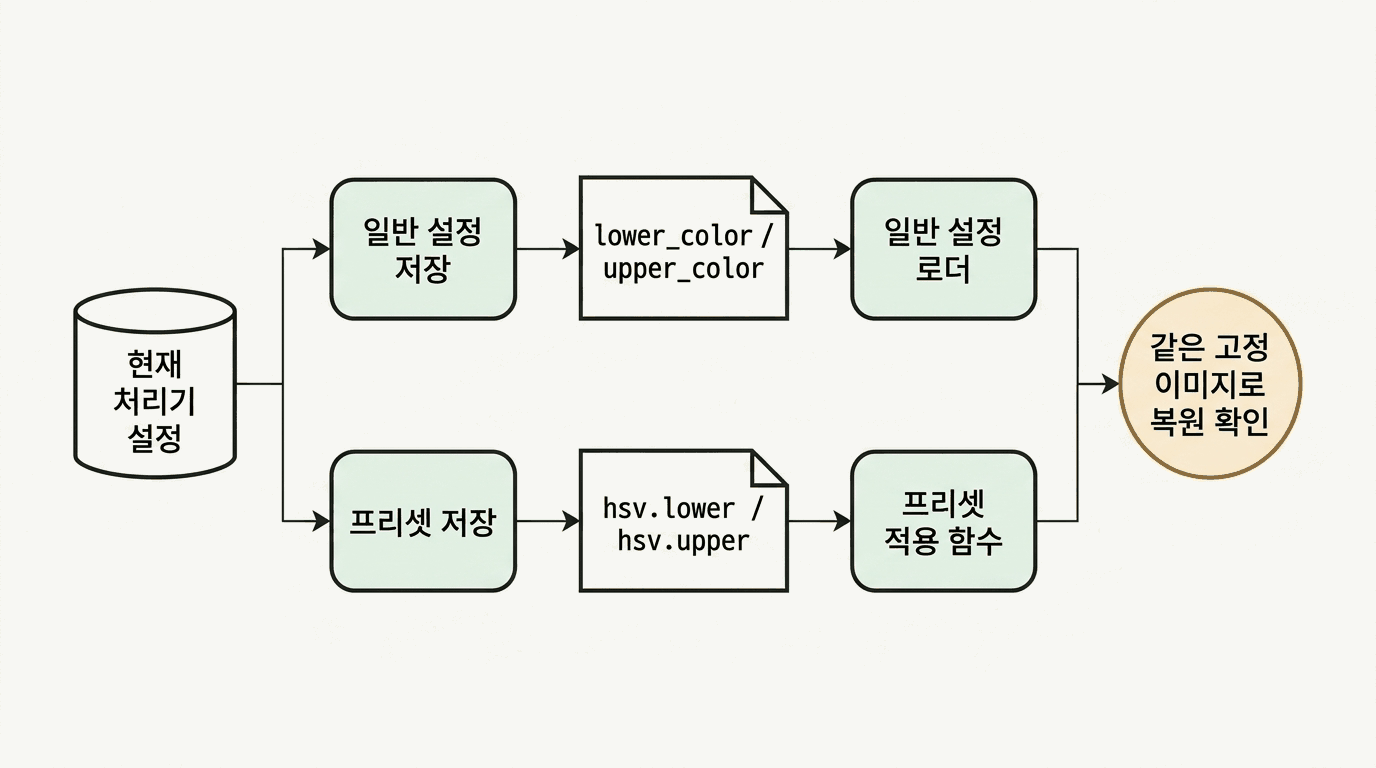 현재
처리기
설정
일반 설정
저장
lower_color /
upper_color
일반 설정
로더
프리셋 저장
hsv.lower /
hsv.upper
프리셋
적용 함수
같은 고정
이미지로
복원 확인